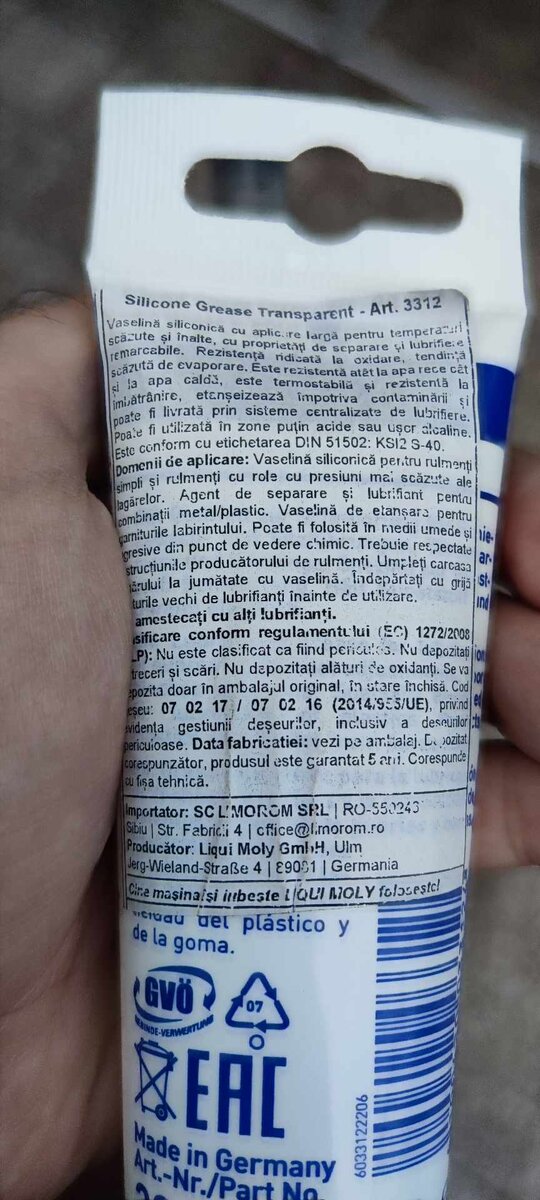 Silicone Grease Transparent - Art. 3312
Vaselină siliconică cu aplicare largă pentru temperaturi
scăzute și înalte, cu proprietăți de separare și lubrifiere
remarcabile. Rezistență ridicată la oxidare, tendință
scăzută de evaporare. Este rezistentă atât la apa rece cât
și la apa caldă, este termostabilă și rezistentă la
îmbătrânire, etanșeizează împotriva contaminării și
poate fi livrată prin sisteme centralizate de lubrifiere.
Poate fi utilizată în zone puțin acide sau ușor alcaline.
Este conform cu etichetarea DIN 51502: KSI2 S-40.
Domenii de aplicare: Vaselină siliconică pentru rulmenți
simpli și rulmenți cu role cu presiuni mai scăzute ale
lagărelor. Agent de separare și lubrifiant pentru
combinații metal/plastic. Vaselină de etanșare pentru
garniturile labirintului. Poate fi folosită în medii umede și
agresive din punct de vedere chimic. Trebuie respectate
strucțiunile producătorului de rulmenți. Umpleți carcasa
ărului la jumătate cu vaselină. Îndepărtați cu grijă
turile vechi de lubrifianți înainte de utilizare.
amestecați cu alți lubrifianți.
sificare conform regulamentului (EC) 1272/2008
LP): Nu este clasificat ca fiind periculos. Nu depozitați
treceri și scări. Nu depozitați alături de oxidanți. Se va
epozita doar în ambalajul original, în stare închisă. Cod
eșeu: 07 02 17 / 07 02 16 (2014/955/UE), privind
evidența gestiunii deșeurilor, inclusiv a deșeurilor
periculoase. Data fabricatiei: vezi pe ambalaj. Depozitat
corespunzător, produsul este garantat 5 ani. Corespunde
cu fișa tehnică.
Importator: SC LIMOROM SRL | RO-550243
Sibiu | Str. Fabricii 4 | office@limorom.ro
Producător: Liqui Moly GmbH, Ulm
Jerg-Wieland-Straße 4 | 89081 | Germania
Cine mașina-și iubește LIQUI MOLY folosește!
del plástico y
de la goma.
GVÖ
07
EAC
Made in Germany
Art.-Nr./Part No.
6033122206